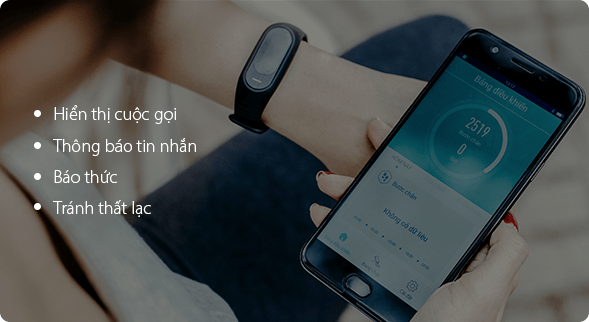 Hiển thị cuộc gọi
Thông báo tin nhắn
Báo thức
Tránh thất lạc
Bảng điều khiển
2519
0
Bước chân
Không có dữ liệu